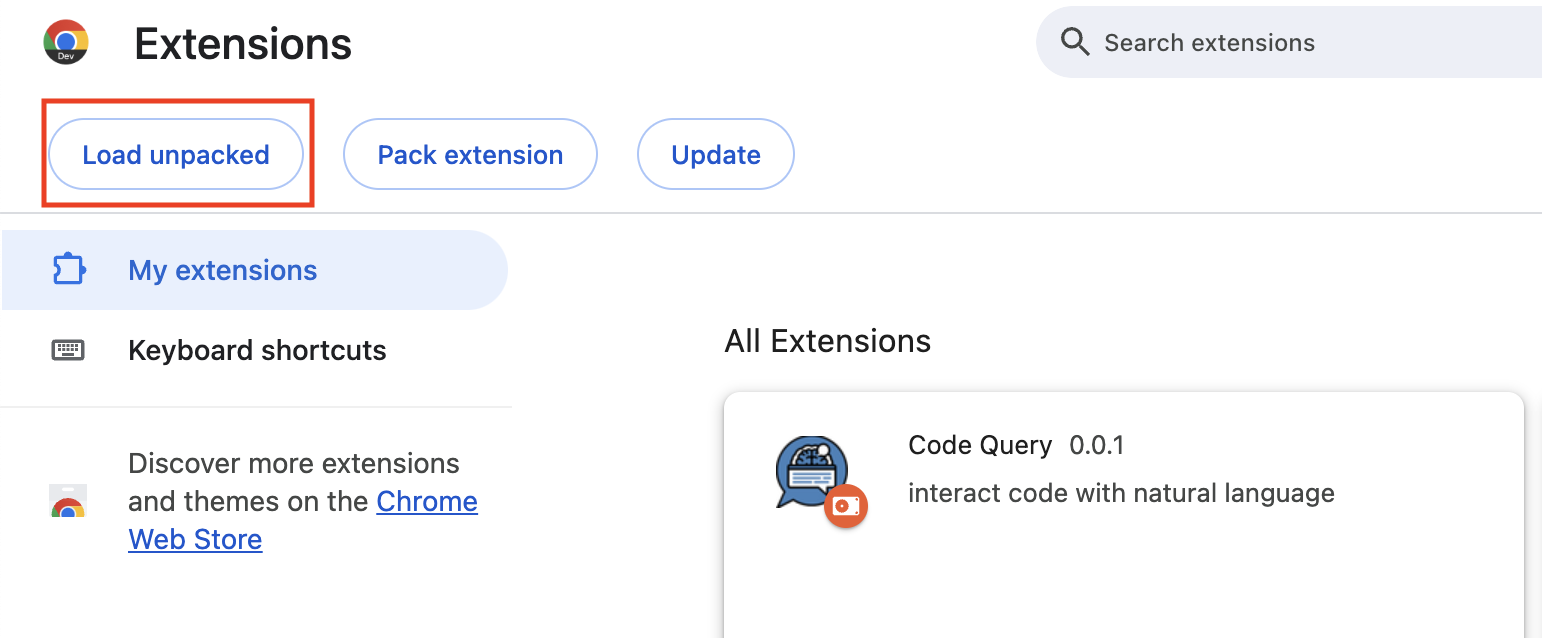 Dev
Extensions
Search extensions
Load unpacked
Pack extension
Update
My extensions
Keyboard shortcuts
Discover more extensions
and themes on the Chrome
Web Store
All Extensions
Code Query 0.0.1
interact code with natural language